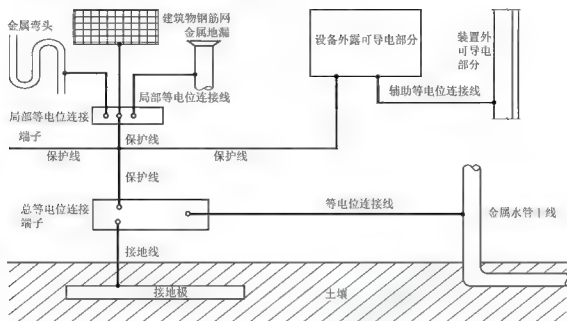 金属弯头
建筑物钢筋网
金属地漏
设备外露可导电部分
装置外
可导电
部分
局部等电位连接线
辅助等电位连接线
局部等电位连接
端子
保护线
保护线
保护线
保护线
总等电位连接
端子
等电位连接线
金属水管干线
接地线
接地极
土壤